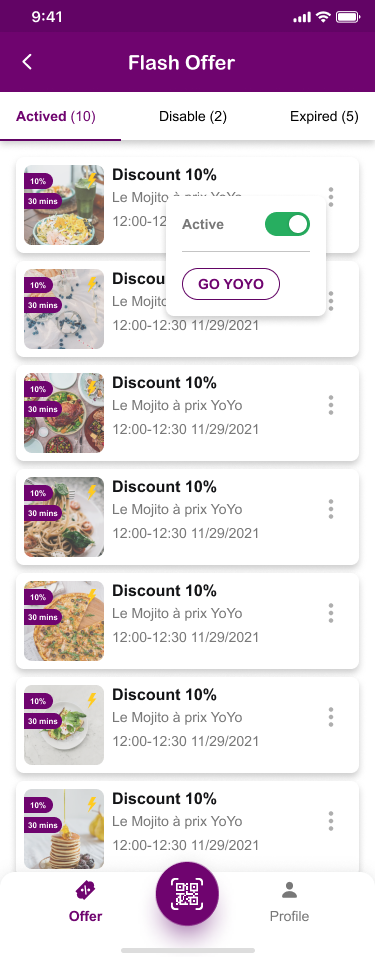 9:41
Flash Offer
Actived (10)
Disable (2)
Expired (5)
10%
30 mins
Discount 10%
Le Mojito à prix YoYo
12:00-12
Active
GO YOYO
10%
30 mins
Discou
Le Mojito
12:00-12:30 11/29/2021
10%
30 mins
Discount 10%
Le Mojito à prix YoYo
12:00-12:30 11/29/2021
10%
30 mins
Discount 10%
Le Mojito à prix YoYo
12:00-12:30 11/29/2021
10%
30 mins
Discount 10%
Le Mojito à prix YoYo
12:00-12:30 11/29/2021
10%
30 mins
Discount 10%
Le Mojito à prix YoYo
12:00-12:30 11/29/2021
10%
30 mins
Discount 10%
Le Mojito à prix YoYo
12:00-12:30 11/29/2021
Offer
Profile